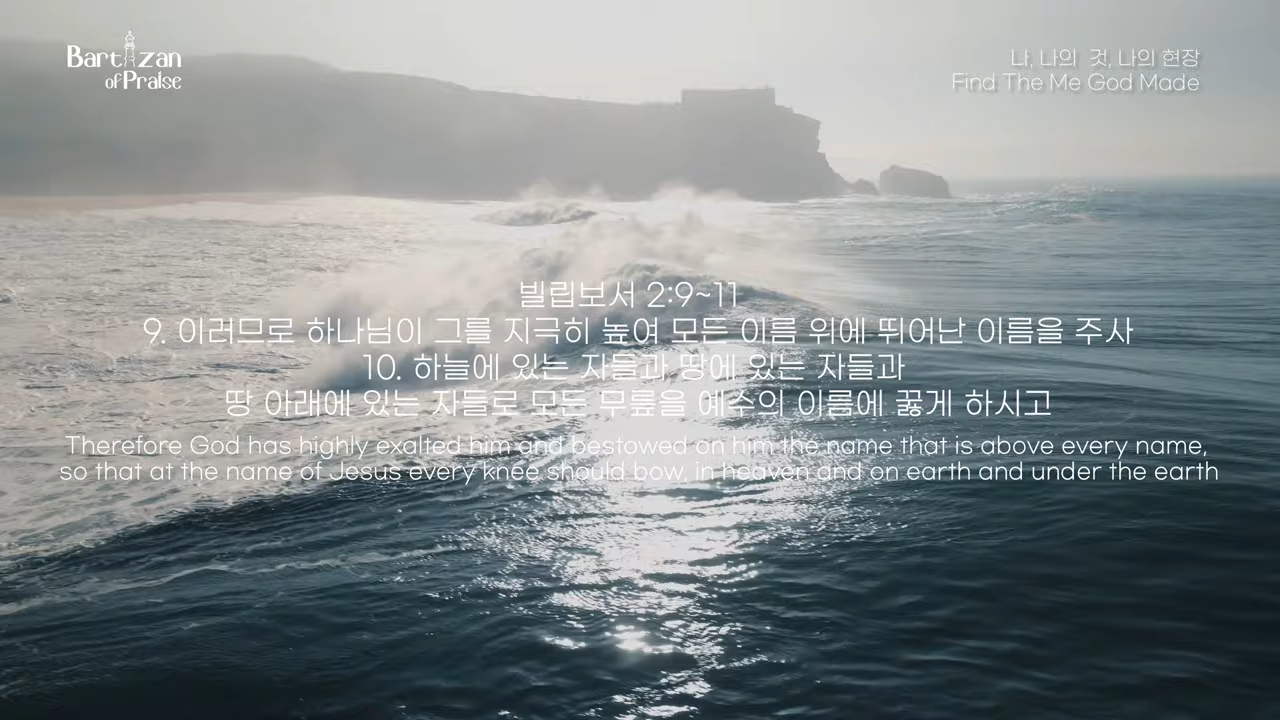 Bartizan
of Praise
나, 나의 것, 나의 현장
Find The Me God Made
빌립보서 2:9~11
9. 이러므로 하나님이 그를 지극히 높여 모든 이름 위에 뛰어난 이름을 주사
10. 하늘에 있는 자들과 땅에 있는 자들과
땅 아래에 있는 자들로 모든 무릎을 예수의 이름에 꿇게 하시고
Therefore God has highly exalted him and bestowed on him the name that is above every name,
so that at the name of Jesus every knee should bow, in heaven and on earth and under the earth